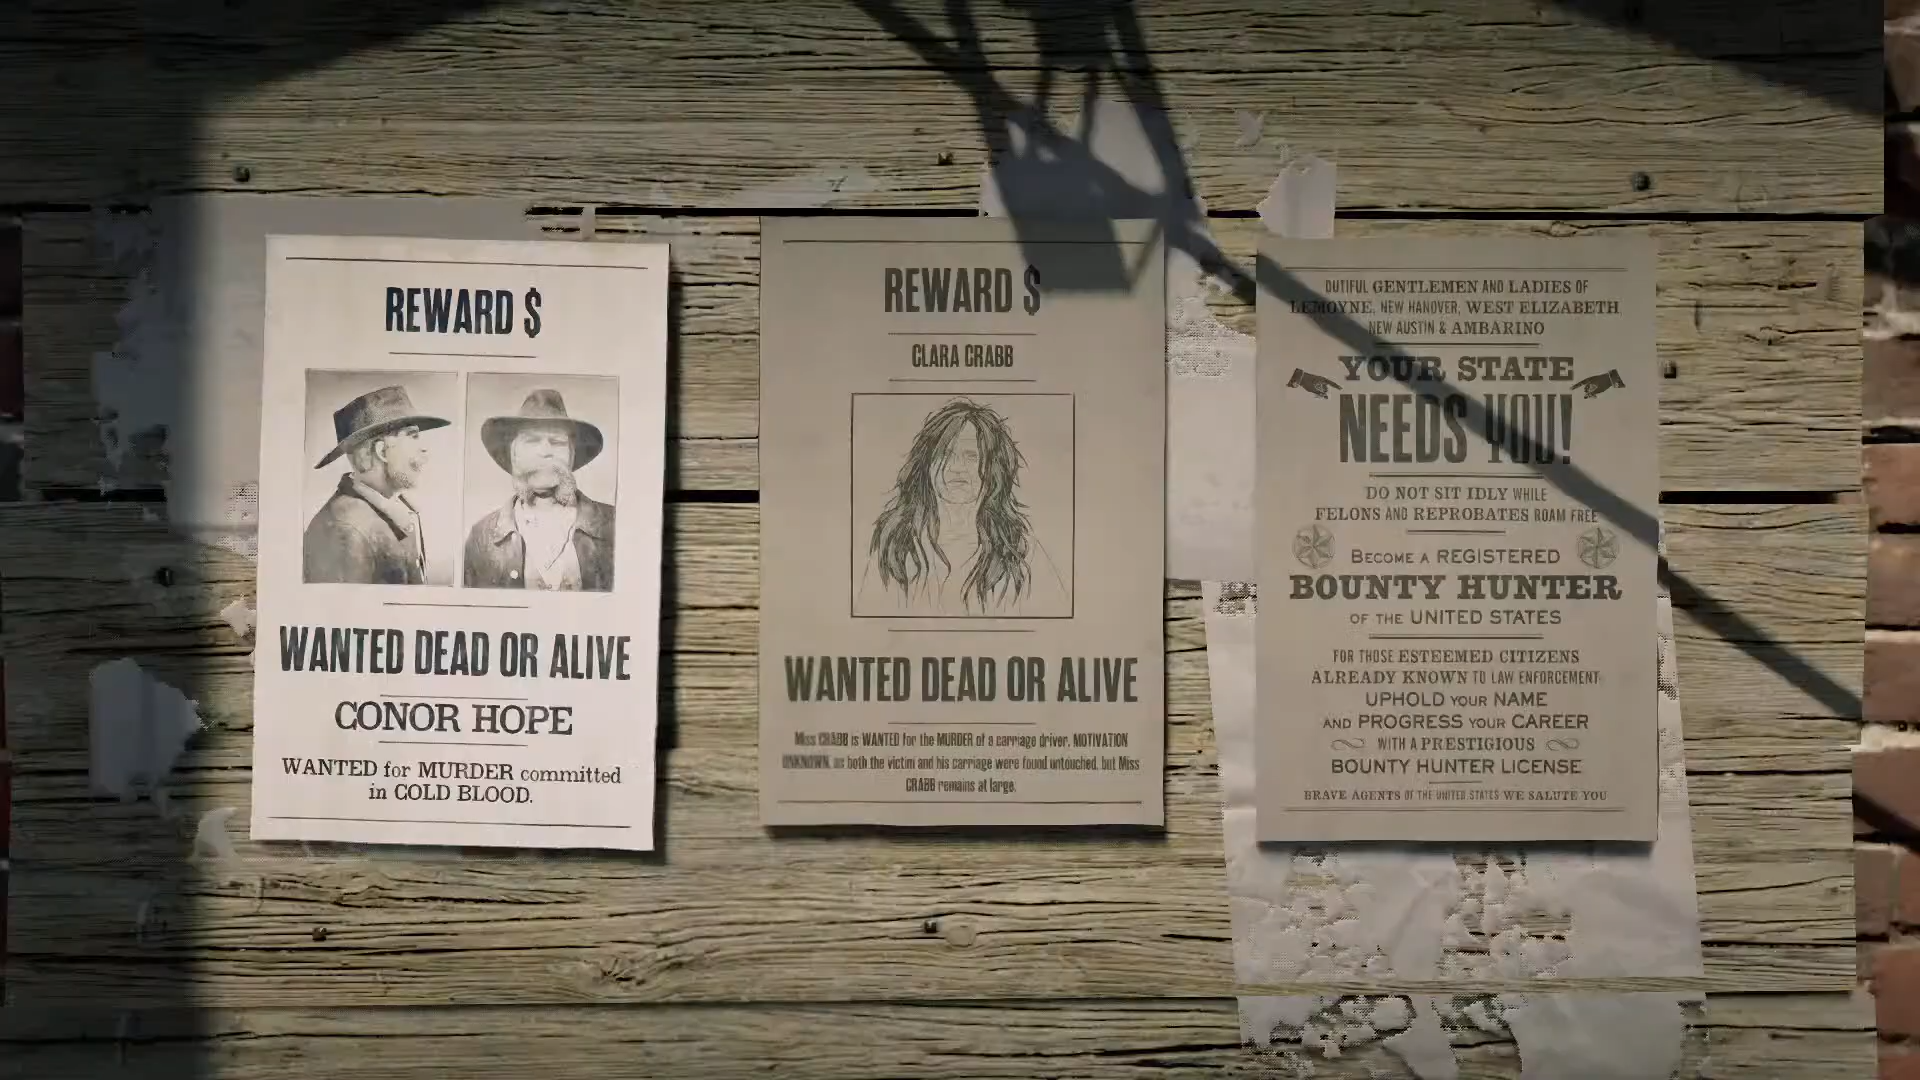 REWARD $
WANTED DEAD OR ALIVE
CONOR HOPE
WANTED for MURDER committed
in COLD BLOOD.
REWARD $
CLARA CRABB
WANTED DEAD OR ALIVE
Miss CRABB is WANTED for the MURDER of a carriage driver. MOTIVATION
UNKNOWN, as both the victim and his carriage were found untouched, but Miss
CRABB remains at large.
DUTIFUL GENTLEMEN AND LADIES OF
LEMOYNE, NEW HANOVER, WEST ELIZABETH,
NEW AUSTIN & AMBARINO
YOUR STATE
NEEDS YOU!
DO NOT SIT IDLY WHILE
FELONS AND REPROBATES ROAM FREE
BECOME A REGISTERED
BOUNTY HUNTER
OF THE UNITED STATES
FOR THOSE ESTEEMED CITIZENS
ALREADY KNOWN TO LAW ENFORCEMENT:
UPHOLD YOUR NAME
AND PROGRESS YOUR CAREER
WITH A PRESTIGIOUS
BOUNTY HUNTER LICENSE
BRAVE AGENTS OF THE UNITED STATES WE SALUTE YOU